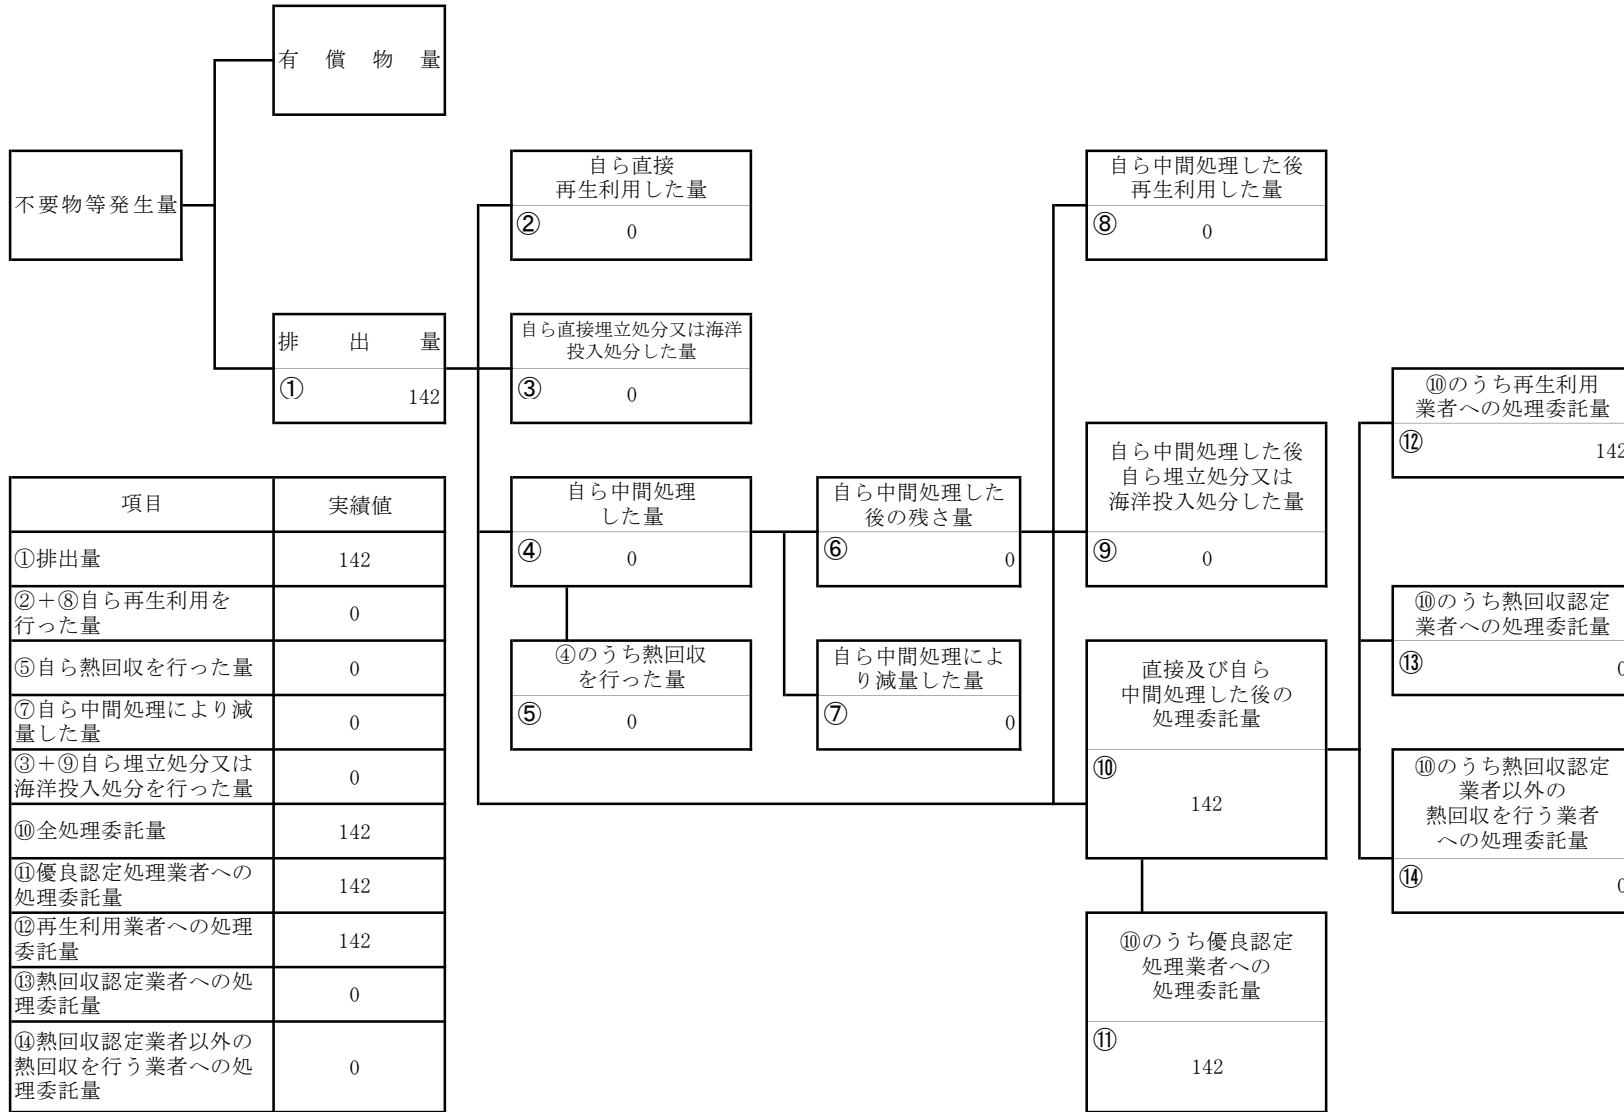 有償物量
不要物等発生量
排出量
①
142
自ら直接
再生利用した量
②
0
自ら直接埋立処分又は海洋
投入処分した量
③
0
自ら中間処理
した量
④
0
④のうち熱回収
を行った量
⑤
0
自ら中間処理した
後の残さ量
⑥
0
自ら中間処理によ
り減量した量
⑦
0
自ら中間処理した後
再生利用した量
⑧
0
自ら中間処理した後
自ら埋立処分又は
海洋投入処分した量
⑨
0
直接及び自ら
中間処理した後の
処理委託量
⑩
142
⑩のうち優良認定
処理業者への
処理委託量
⑪
142
⑩のうち再生利用
業者への処理委託量
⑫
142
⑩のうち熱回収認定
業者への処理委託量
⑬
0
⑩のうち熱回収認定
業者以外の
熱回収を行う業者
への処理委託量
⑭
0
項目 実績値
①排出量 142
②+⑧自ら再生利用を
行った量 0
⑤自ら熱回収を行った量 0
⑦自ら中間処理により減
量した量 0
③+⑨自ら埋立処分又は
海洋投入処分を行った量 0
⑩全処理委託量 142
⑪優良認定処理業者への
処理委託量 142
⑫再生利用業者への処理
委託量 142
⑬熱回収認定業者への処
理委託量 0
⑭熱回収認定業者以外の
熱回収を行う業者への処
理委託量 0